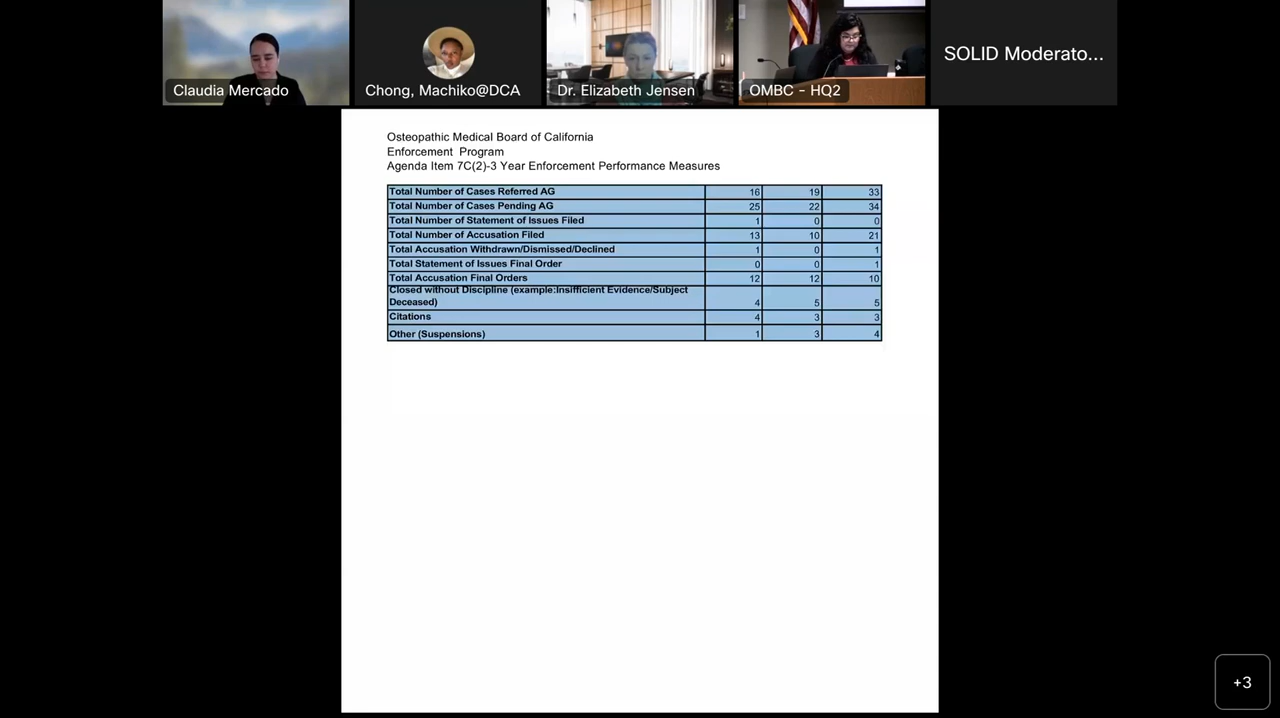 Claudia Mercado
Chong, Machiko@DCA
Dr. Elizabeth Jensen
OMBC - HQ2
SOLID Moderato...
Osteopathic Medical Board of California
Enforcement Program
Agenda Item 7C(2)-3 Year Enforcement Performance Measures
Total Number of Cases Referred AG 16 19 33
Total Number of Cases Pending AG 25 22 34
Total Number of Statement of Issues Filed 1 0 0
Total Number of Accusation Filed 13 10 21
Total Accusation Withdrawn/Dismissed/Declined 1 0 1
Total Statement of Issues Final Order 0 0 1
Total Accusation Final Orders 12 12 10
Closed without Discipline (example:Insufficient Evidence/Subject
Deceased) 4 5 5
Citations 4 3 3
Other (Suspensions) 1 3 4
+3